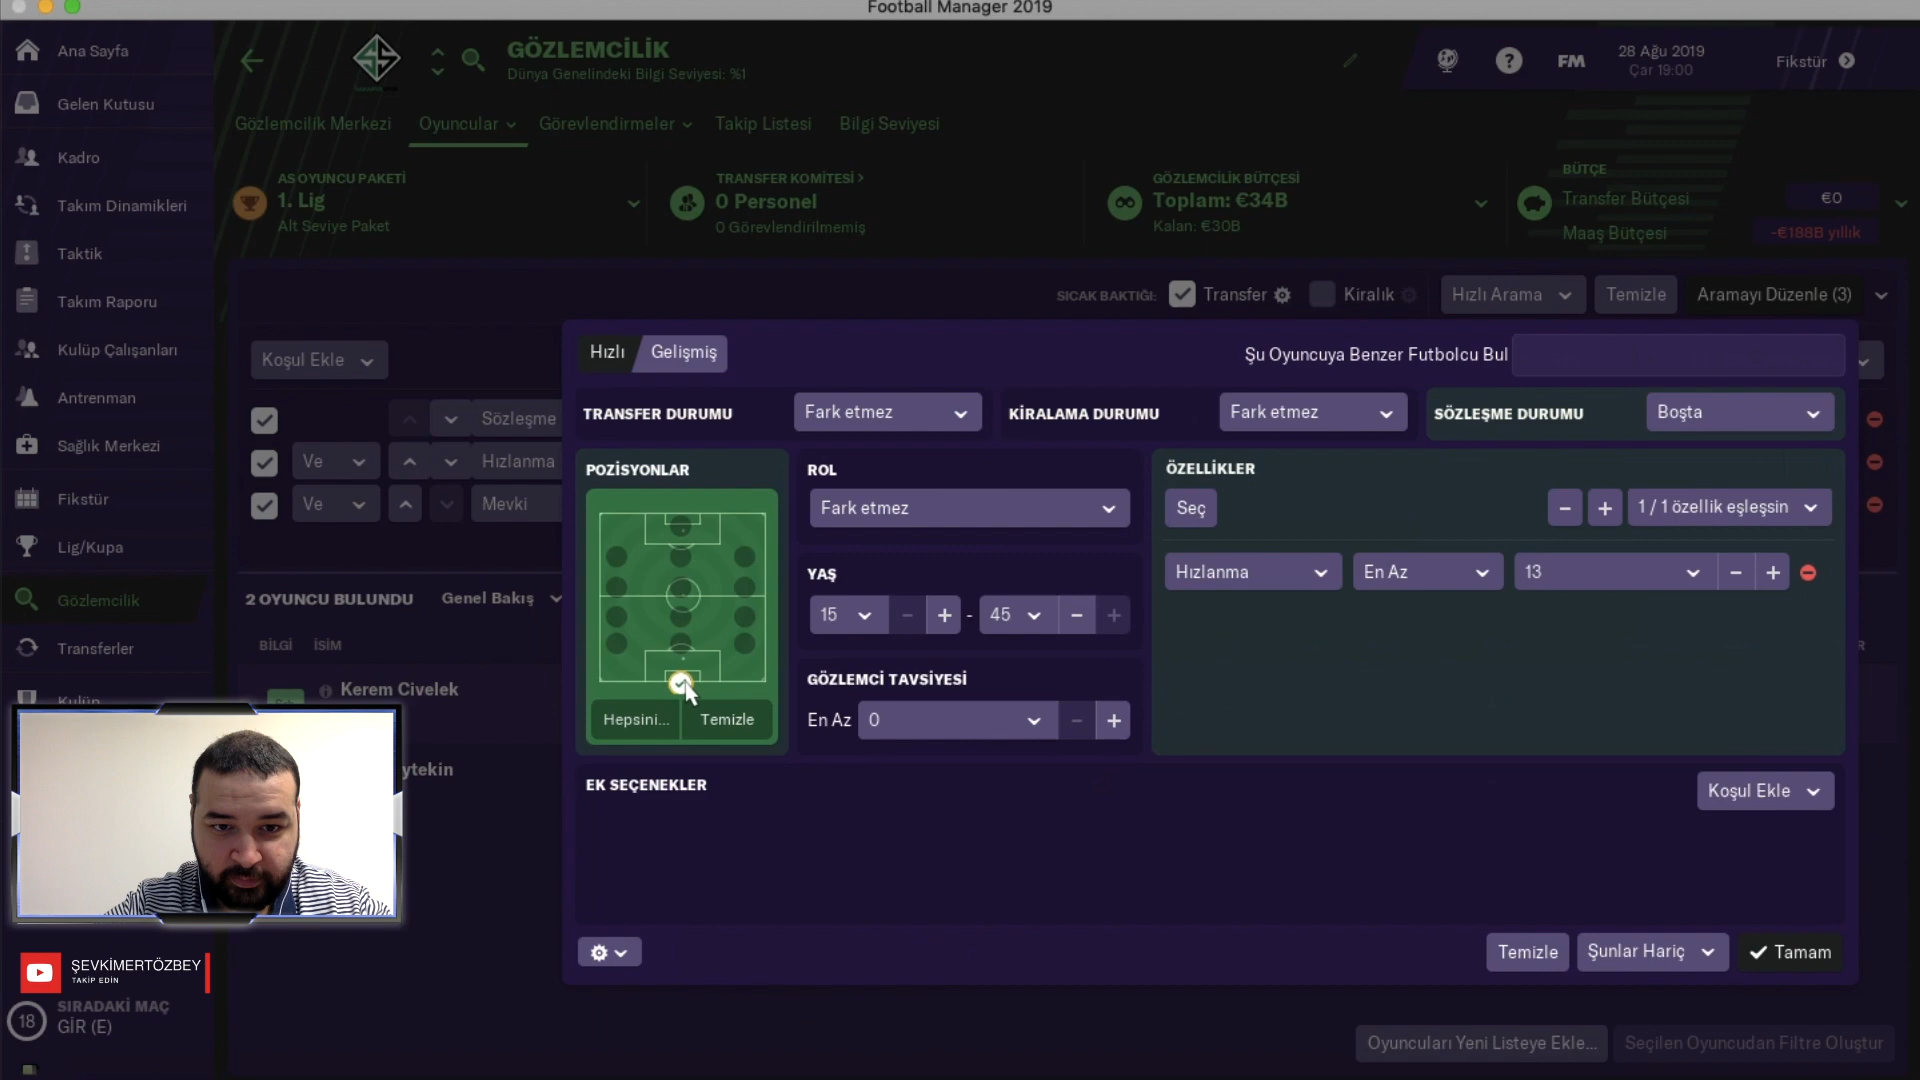 Football Manager 2019
Ana Sayfa
Gelen Kutusu
Kadro
Takım Dinamikleri
Taktik
Takım Raporu
Kulüp Çalışanları
Antrenman
Sağlık Merkezi
Fikstür
Lig/Kupa
Gözlemcilik
Transferler
Kulüp
GÖZLEMCİLİK
Dünya Genelindeki Bilgi Seviyesi: %1
FM
28 Ağu 2019
Çar 19:00
Fikstür
Gözlemcilik Merkezi
Oyuncular
Görevlendirmeler
Takip Listesi
Bilgi Seviyesi
AS OYUNCU PAKETİ
1. Lig
Alt Seviye Paket
TRANSFER KOMİTESİ >
0 Personel
0 Görevlendirilmemiş
GÖZLEMCİLİK BÜTÇESİ
Toplam: €34B
Kalan: €30B
BÜTÇE
Transfer Bütçesi
€0
Maaş Bütçesi
-€188B yıllık
SICAK BAKTIĞI:
Transfer
Kiralık
Hızlı Arama
Temizle
Aramayı Düzenle (3)
Koşul Ekle
Sözleşme
Ve
Hızlanma
Ve
Mevki
2 OYUNCU BULUNDU
Genel Bakış
BİLGİ
İSİM
Kerem Civelek
ytekin
Hızlı
Gelişmiş
Şu Oyuncuya Benzer Futbolcu Bul
TRANSFER DURUMU
Fark etmez
KİRALAMA DURUMU
Fark etmez
SÖZLEŞME DURUMU
Boşta
POZİSYONLAR
Hepsini...
Temizle
ROL
Fark etmez
YAŞ
15
- 45
GÖZLEMCİ TAVSİYESİ
En Az
0
ÖZELLİKLER
Seç
1 / 1 özellik eşleşsin
Hızlanma
En Az
13
EK SEÇENEKLER
Koşul Ekle
Temizle
Şunlar Hariç
Tamam
ŞEVKİMERTÖZBEY
TAKİP EDİN
18
SIRADAKİ MAÇ
GİR (E)
Oyuncuları Yeni Listeye Ekle...
Seçilen Oyuncudan Filtre Oluştur